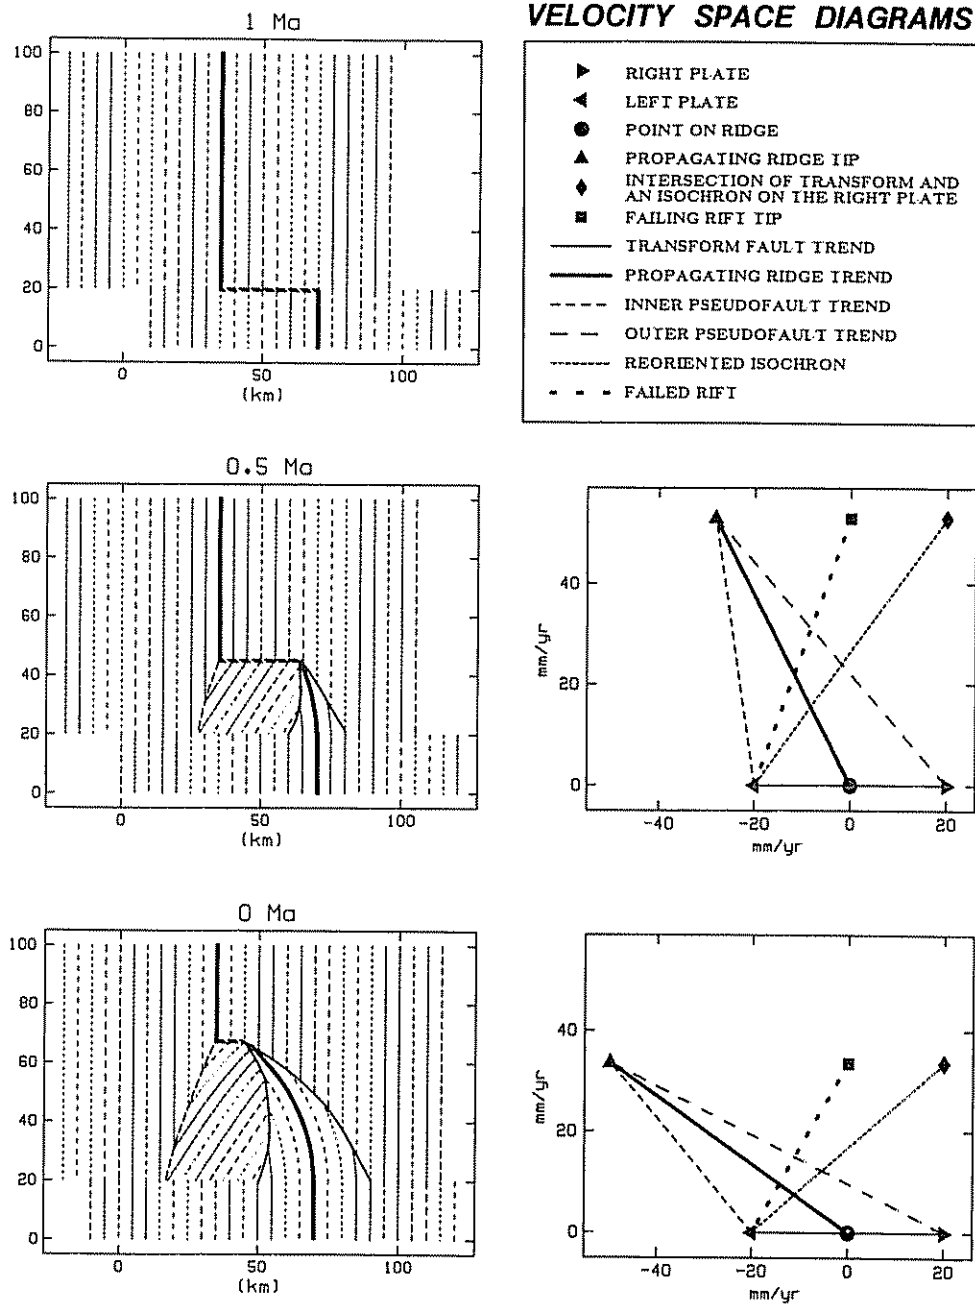 VELOCITY SPACE DIAGRAMS
RIGHT PLATE
LEFT PLATE
POINT ON RIDGE
PROPAGATING RIDGE TIP
INTERSECTION OF TRANSFORM AND
AN ISOCHRON ON THE RIGHT PLATE
FAILING RIFT TIP
TRANSFORM FAULT TREND
PROPAGATING RIDGE TREND
INNER PSEUDOFAULT TREND
OUTER PSEUDOFAULT TREND
REORIENTED ISOCHRON
FAILED RIFT
1 Ma
100
80
60
40
20
0
0 50 100
(km)
0.5 Ma
100
80
60
40
20
0
0 50 100
(km)
mm/yr
40
20
0
-40 -20 0 20
mm/yr
0 Ma
100
80
60
40
20
0
0 50 100
(km)
mm/yr
40
20
0
-40 -20 0 20
mm/yr